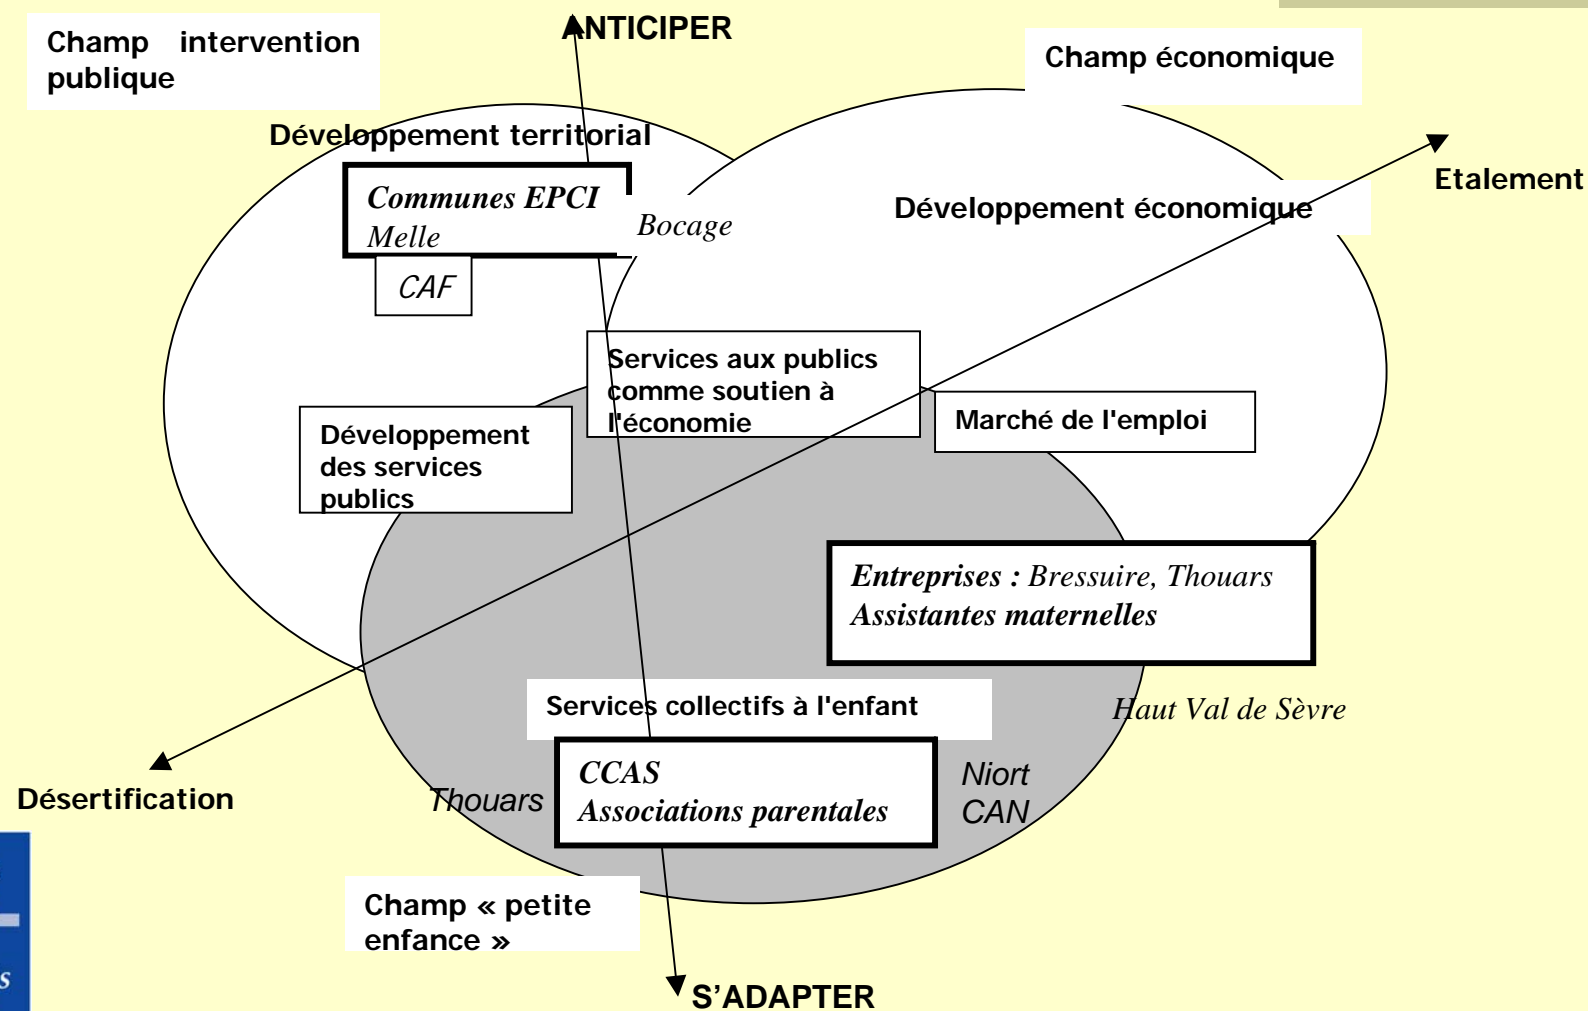 ANTICIPER
Champ intervention
publique
Champ économique
Développement territorial
Etalement
Communes EPCI
Melle
Bocage
Développement économique
CAF
Services aux publics
comme soutien à
l'économie
Marché de l'emploi
Développement
des services
publics
Entreprises : Bressuire, Thouars
Assistantes maternelles
Services collectifs à l'enfant
Haut Val de Sèvre
CCAS
Associations parentales
Niort
CAN
Thouars
Désertification
Champ « petite
enfance »
S'ADAPTER